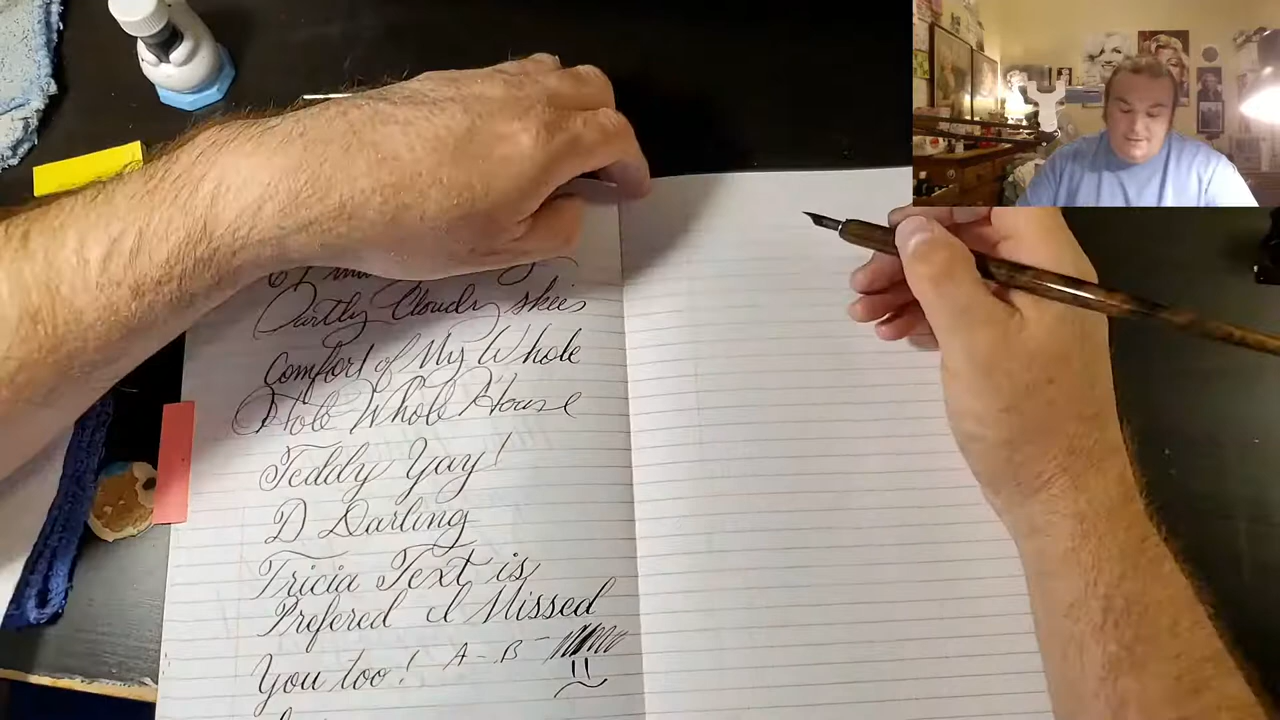 Partly Cloudy skies
Comfort of My Whole
Hole Whole House
Teddy Yay!
D Darling
Tricia Text is
Prefered I Missed
You too! A-B-